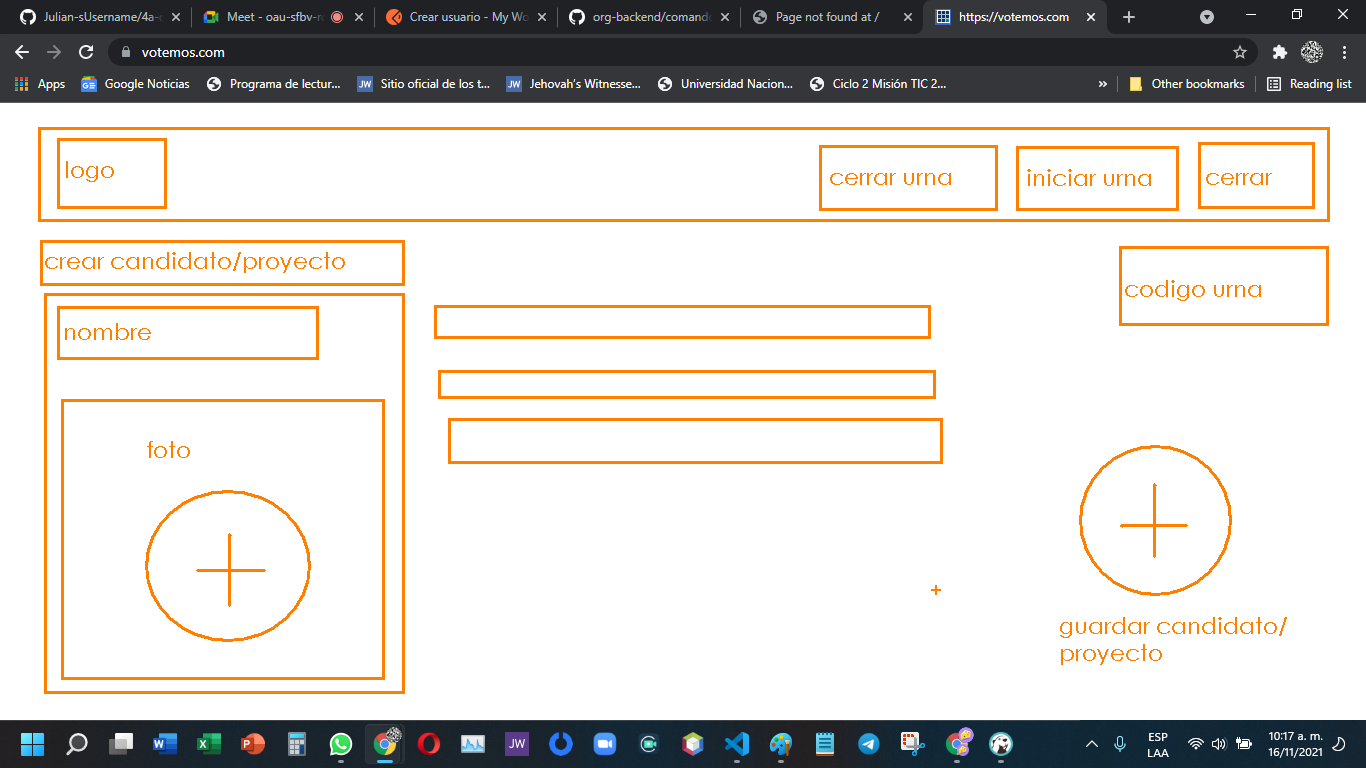 Julian-sUsername/4a-
Meet - oau-sfbv-
Crear usuario - My Wo
org-backend/comando
Page not found at /
https://votemos.com
votemos.com
Apps
Google Noticias
Programa de lectur...
Sitio oficial de los t...
Jehovah's Witnesse...
Universidad Nacion...
Ciclo 2 Misión TIC 2...
»
Other bookmarks
Reading list
logo
cerrar urna
iniciar urna
cerrar
crear candidato/proyecto
codigo urna
nombre
foto
guardar candidato/
proyecto
JW
ESP
LAA
10:17 a. m.
16/11/2021